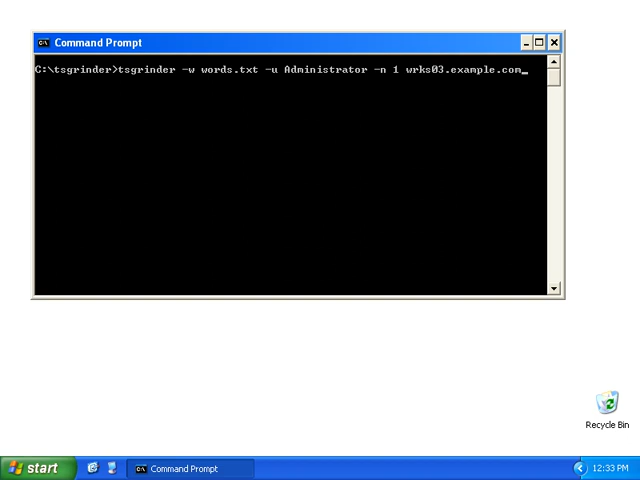 Command Prompt
C:\tsgrinder>tsgrinder -w words.txt -u Administrator -n 1 wrks03.example.com_
Recycle Bin
start
Command Prompt
12:33 PM